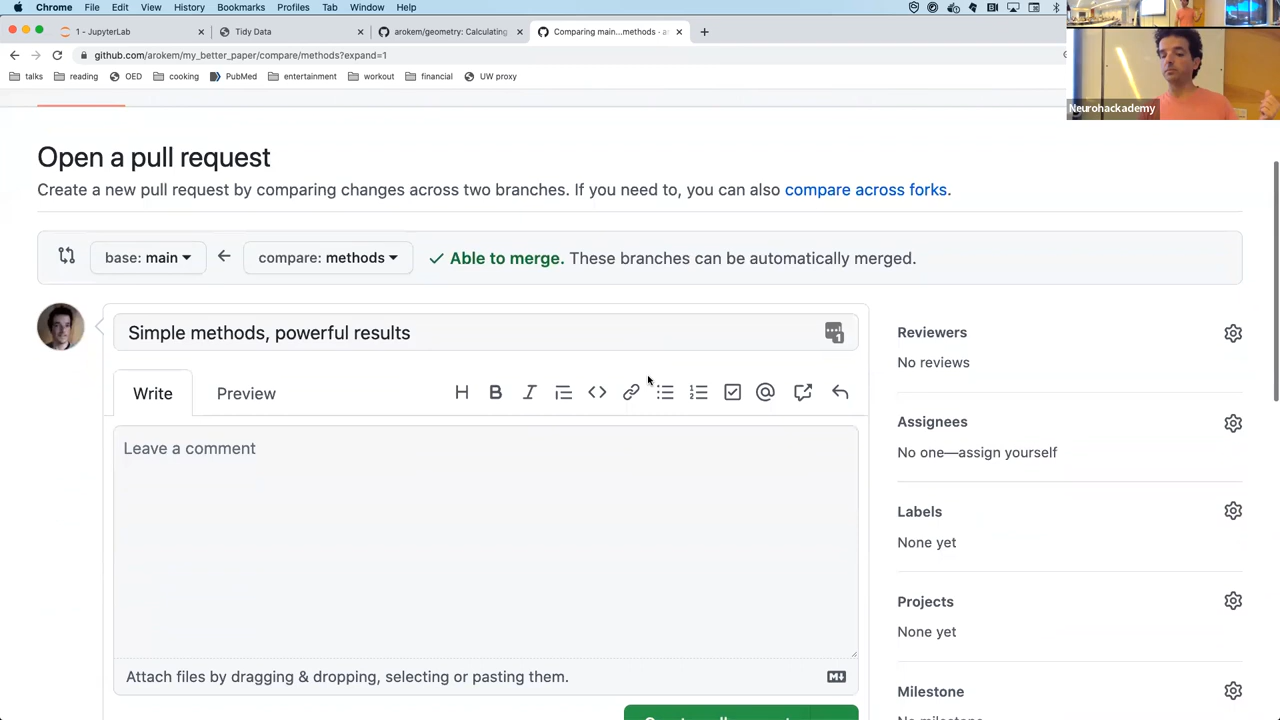 Chrome File Edit View History Bookmarks Profiles Tab Window Help
1 - JupyterLab Tidy Data arokem/geometry: Calculating Comparing main...methods · a
github.com/arokem/my_better_paper/compare/methods?expand=1
talks reading OED cooking PubMed entertainment workout financial UW proxy
Neurohackademy
Open a pull request
Create a new pull request by comparing changes across two branches. If you need to, you can also compare across forks.
base: main compare: methods Able to merge. These branches can be automatically merged.
Simple methods, powerful results
1
Write Preview
Leave a comment
Attach files by dragging & dropping, selecting or pasting them.
Reviewers
No reviews
Assignees
No one—assign yourself
Labels
None yet
Projects
None yet
Milestone